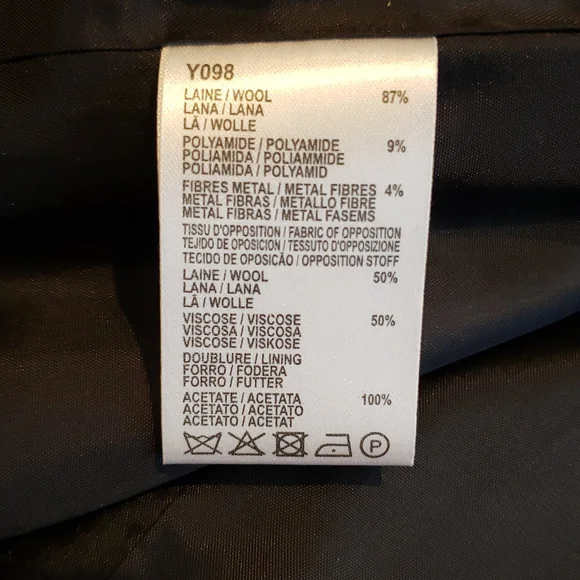 Y098
LAINE / WOOL 87%
LANA / LANA
LÃ / WOLLE
POLYAMIDE / POLYAMIDE 9%
POLIAMIDA / POLIAMMIDE
POLIAMIDA / POLYAMID
FIBRES METAL / METAL FIBRES 4%
METAL FIBRAS / METALLO FIBRE
METAL FIBRAS / METAL FASEMS
TISSU D'OPPOSITION / FABRIC OF OPPOSITION
TEJIDO DE OPOSICION / TESSUTO D'OPPOSIZIONE
TECIDO DE OPOSICÃO / OPPOSITION STOFF
LAINE / WOOL 50%
LANA / LANA
LÃ / WOLLE
VISCOSE / VISCOSE 50%
VISCOSA / VISCOSA
VISCOSE / VISKOSE
DOUBLURE / LINING
FORRO / FODERA
FORRO / FUTTER
ACETATE / ACETATA 100%
ACETATO / ACETATO
ACETATO / ACETAT
P